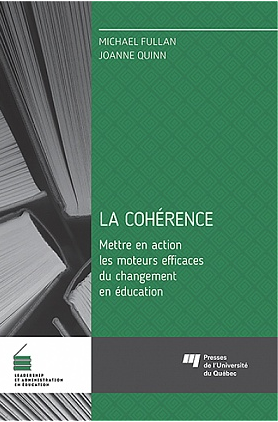 MICHAEL FULLAN
JOANNE QUINN
LA COHÉRENCE
Mettre en action
les moteurs efficaces
du changement
en éducation
LEADERSHIP
ET ADMINISTRATION
EN ÉDUCATION
Presses
de l'Université
du Québec